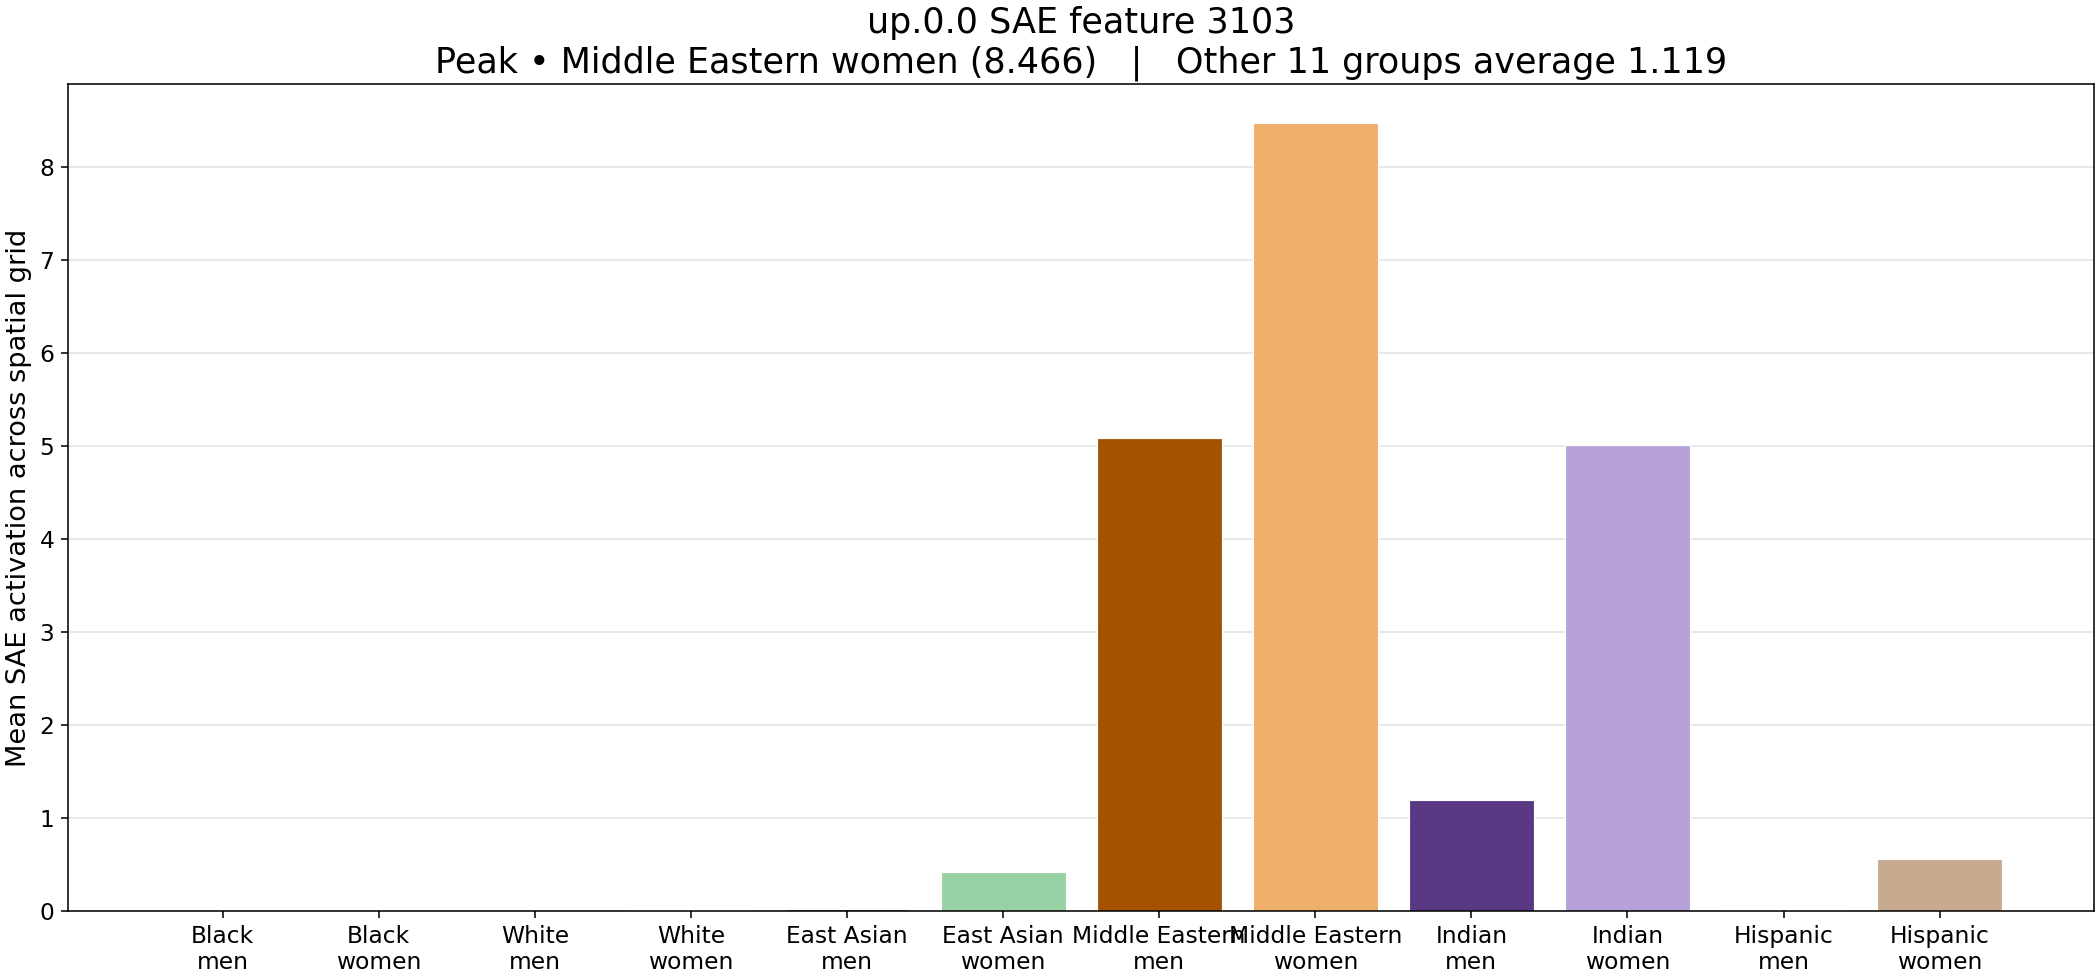 up.0.0 SAE feature 3103
Peak • Middle Eastern women (8.466)   |   Other 11 groups average 1.119
Mean SAE activation across spatial grid
8
7
6
5
4
3
2
1
0
Black men
Black women
White men
White women
East Asian men
East Asian women
Middle Eastern men
Middle Eastern women
Indian men
Indian women
Hispanic men
Hispanic women